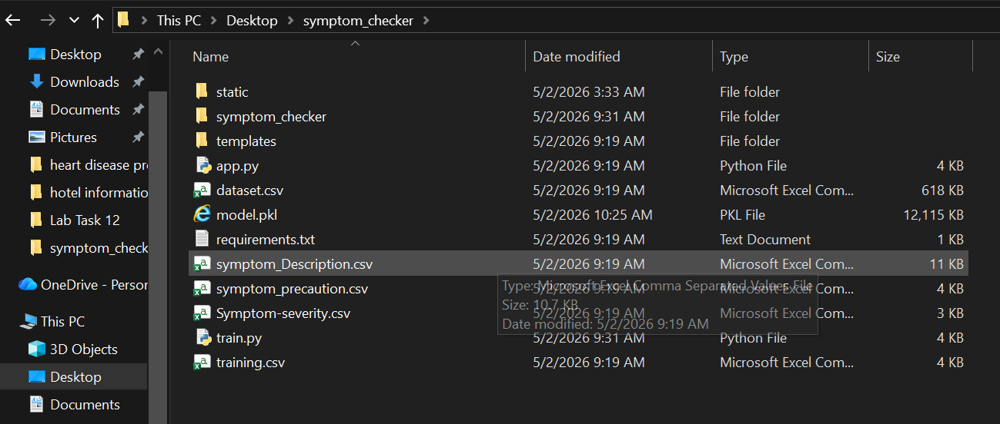 This PC Desktop symptom_checker
Desktop
Downloads
Documents
Pictures
heart disease pr
hotel informatio
Lab Task 12
symptom_check
OneDrive - Person
This PC
3D Objects
Desktop
Documents
Name Date modified Type Size
static 5/2/2026 3:33 AM File folder
symptom_checker 5/2/2026 9:31 AM File folder
templates 5/2/2026 9:19 AM File folder
app.py 5/2/2026 9:19 AM Python File 4 KB
dataset.csv 5/2/2026 9:19 AM Microsoft Excel Com... 618 KB
model.pkl 5/2/2026 10:25 AM PKL File 12,115 KB
requirements.txt 5/2/2026 9:19 AM Text Document 1 KB
symptom_Description.csv 5/2/2026 9:19 AM Microsoft Excel Com... 11 KB
symptom_precaution.csv 5/2/2026 9:19 AM Microsoft Excel Com... 4 KB
Symptom-severity.csv 5/2/2026 9:19 AM Microsoft Excel Com... 3 KB
train.py 5/2/2026 9:31 AM Python File 4 KB
training.csv 5/2/2026 9:19 AM Microsoft Excel Com... 4 KB
Type: Microsoft Excel Comma Separated Values File
Size: 10.7 KB
Date modified: 5/2/2026 9:19 AM